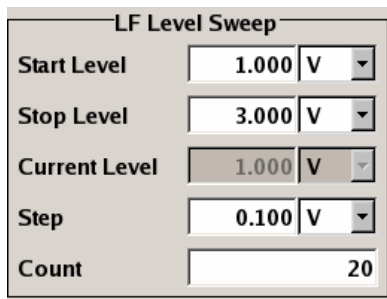 LF Level Sweep
Start Level 1.000 V
Stop Level 3.000 V
Current Level 1.000 V
Step 0.100 V
Count 20